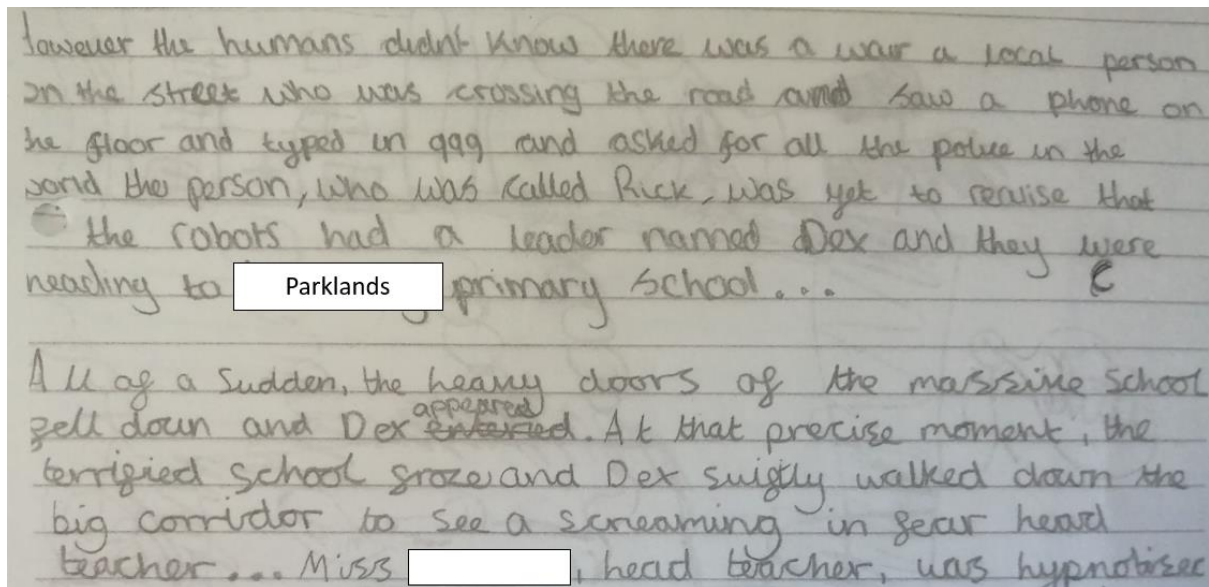 However the humans didnt know there was a warr a local person
on the street who was crossing the road and saw a phone on
the floor and typed in 999 and asked for all the police in the
world the person, who was called Rick, was yet to reulise that
the robots had a leader named Dex and they were
heading to Parklands primary school...
All of a sudden, the heavy doors of the massive school
fell down and Dex appeared. At that precise moment, the
terrified school froze and Dex swiftly walked down the
big corridor to see a screaming in fear head
teacher... Miss , head teacher, was hypnotised